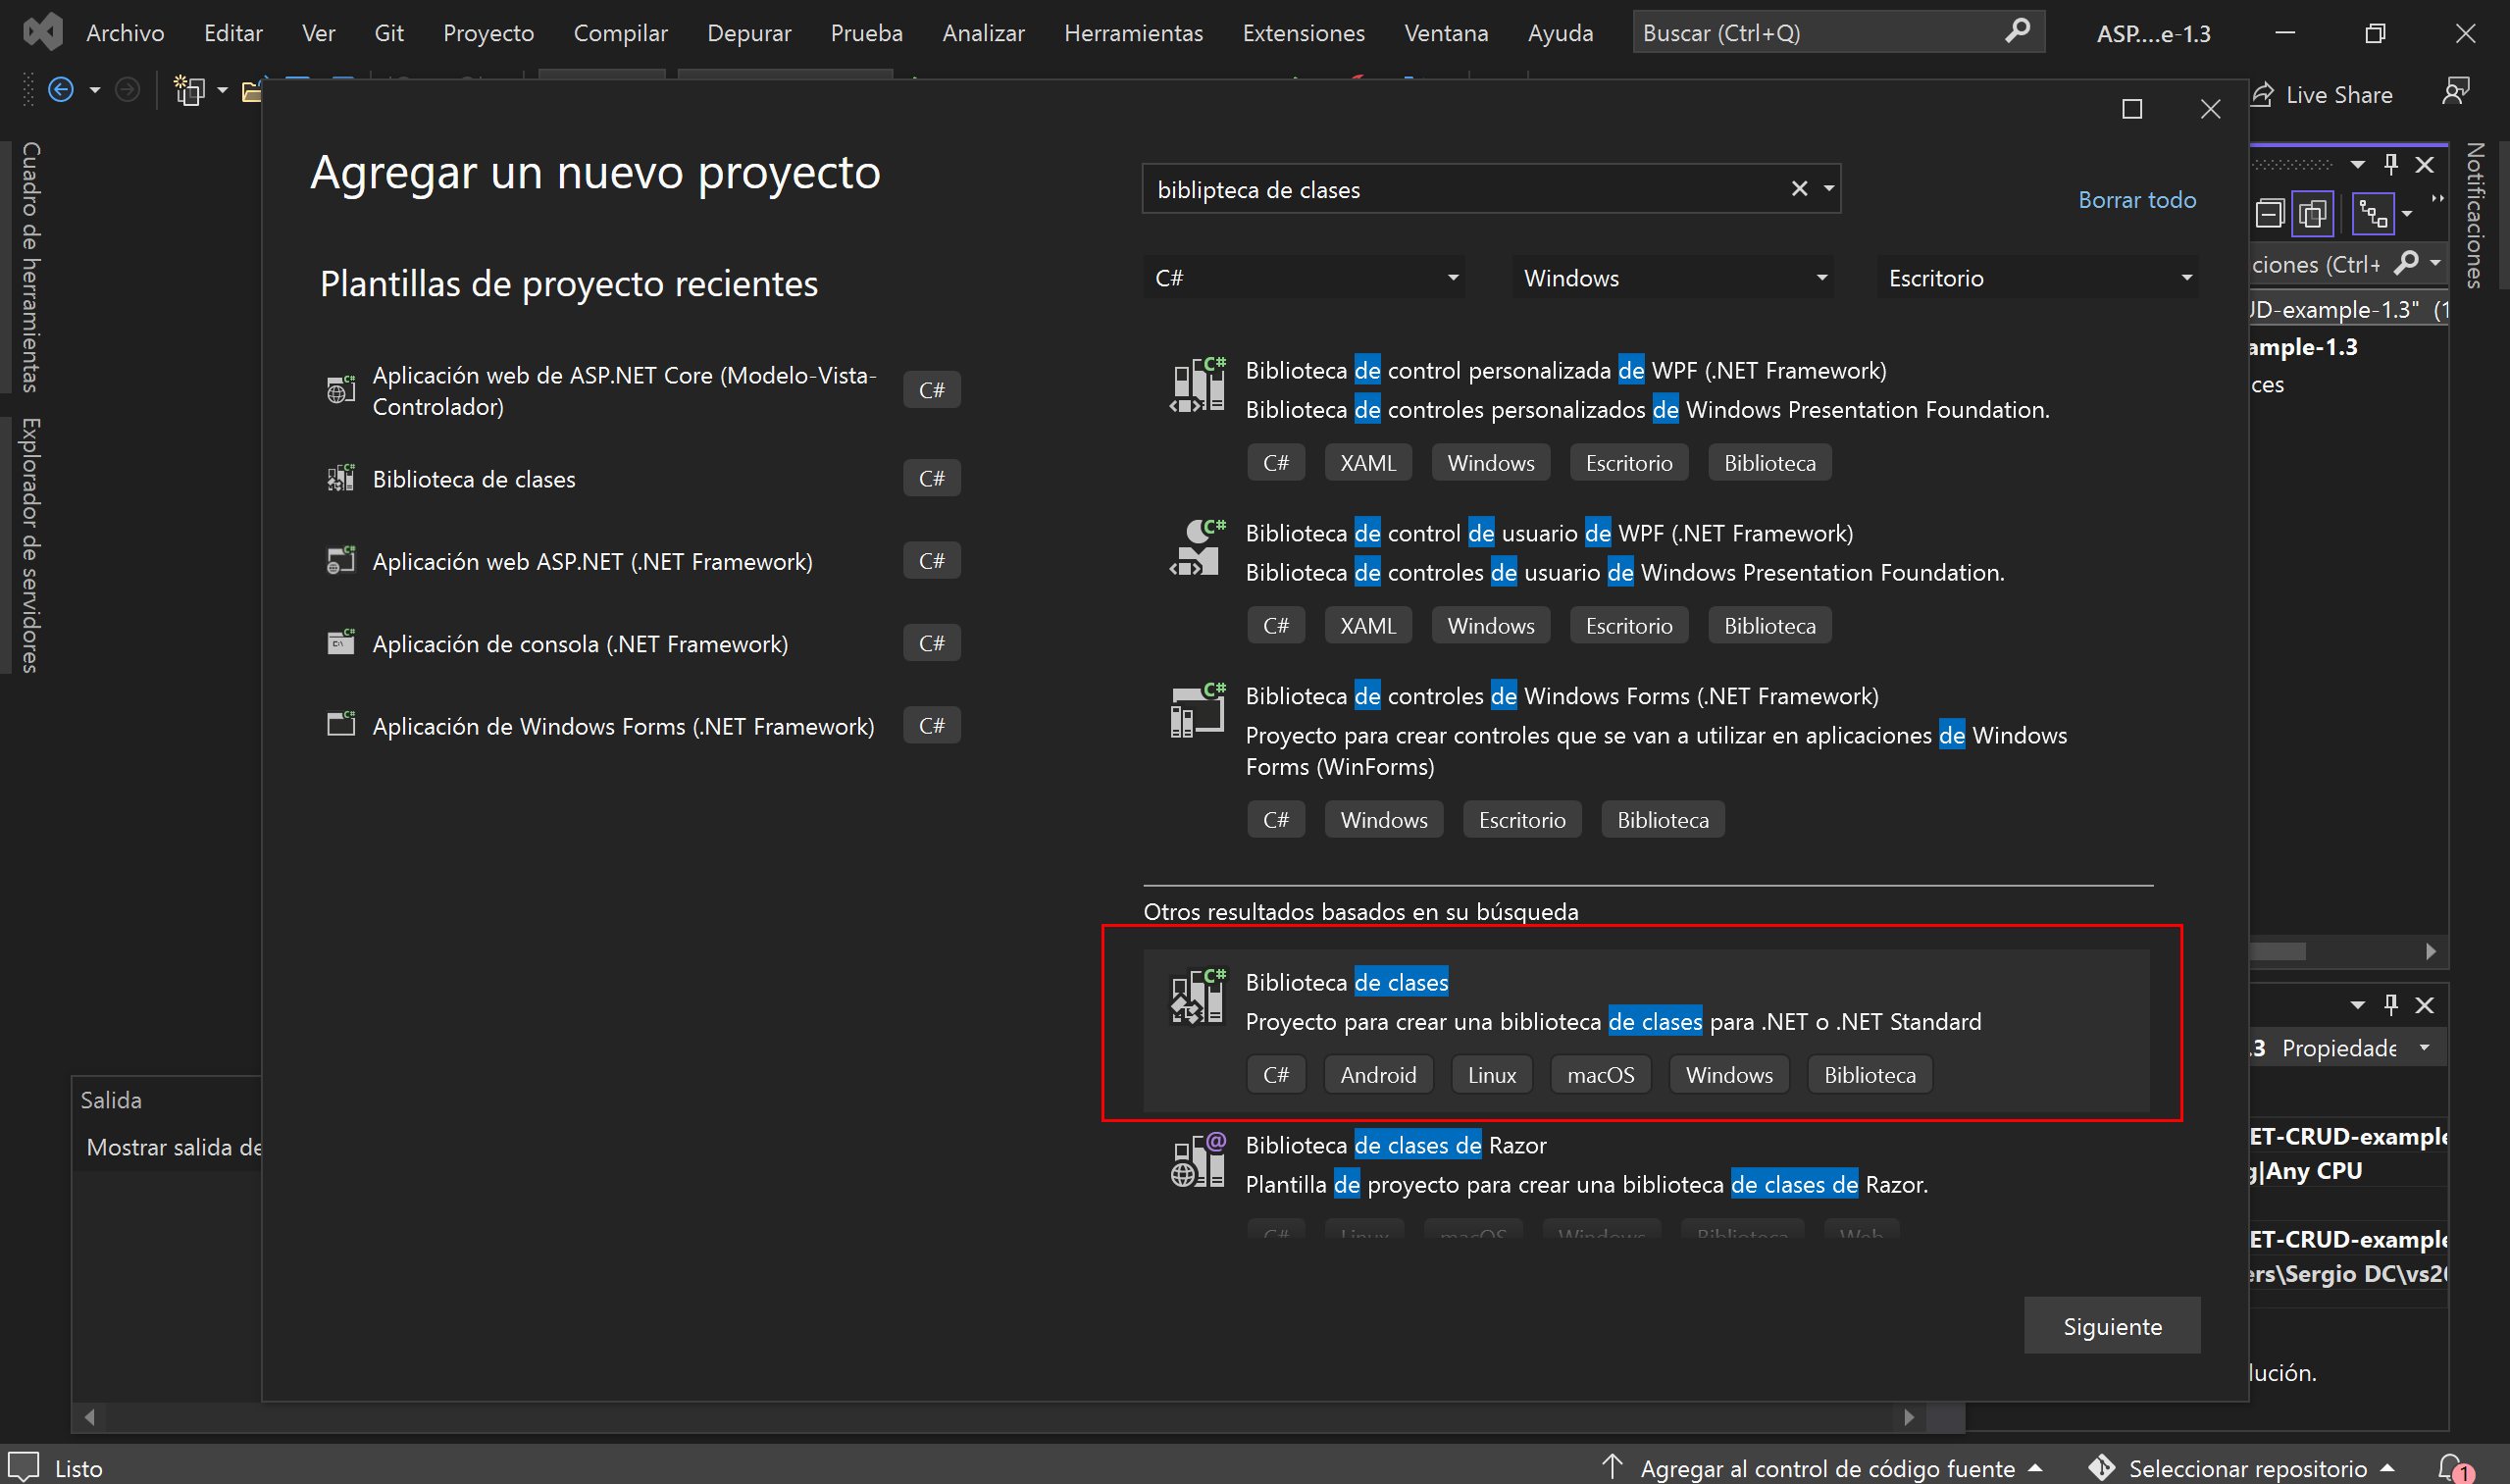 Archivo Editar Ver Git Proyecto Compilar Depurar Prueba Analizar Herramientas Extensiones Ventana Ayuda Buscar (Ctrl+Q) ASP....e-1.3
Live Share
Cuadro de herramientas
Explorador de servidores
Notificaciones
Agregar un nuevo proyecto
Plantillas de proyecto recientes
Aplicación web de ASP.NET Core (Modelo-Vista-
Controlador)
C#
Biblioteca de clases C#
Aplicación web ASP.NET (.NET Framework) C#
Aplicación de consola (.NET Framework) C#
Aplicación de Windows Forms (.NET Framework) C#
biblipteca de clases
Borrar todo
C# Windows Escritorio
Biblioteca de control personalizada de WPF (.NET Framework)
Biblioteca de controles personalizados de Windows Presentation Foundation.
C# XAML Windows Escritorio Biblioteca
Biblioteca de control de usuario de WPF (.NET Framework)
Biblioteca de controles de usuario de Windows Presentation Foundation.
C# XAML Windows Escritorio Biblioteca
Biblioteca de controles de Windows Forms (.NET Framework)
Proyecto para crear controles que se van a utilizar en aplicaciones de Windows
Forms (WinForms)
C# Windows Escritorio Biblioteca
Otros resultados basados en su búsqueda
Biblioteca de clases
Proyecto para crear una biblioteca de clases para .NET o .NET Standard
C# Android Linux macOS Windows Biblioteca
Biblioteca de clases de Razor
Plantilla de proyecto para crear una biblioteca de clases de Razor.
C# Linux macOS Windows Biblioteca Web
Siguiente
ciones (Ctrl+
UD-example-1.3" (1
ample-1.3
ces
.3 Propiedade
ET-CRUD-example
g|Any CPU
ET-CRUD-example
ers\Sergio DC\vs20
lución.
Salida
Mostrar salida de
Listo
Agregar al control de código fuente Seleccionar repositorio 1